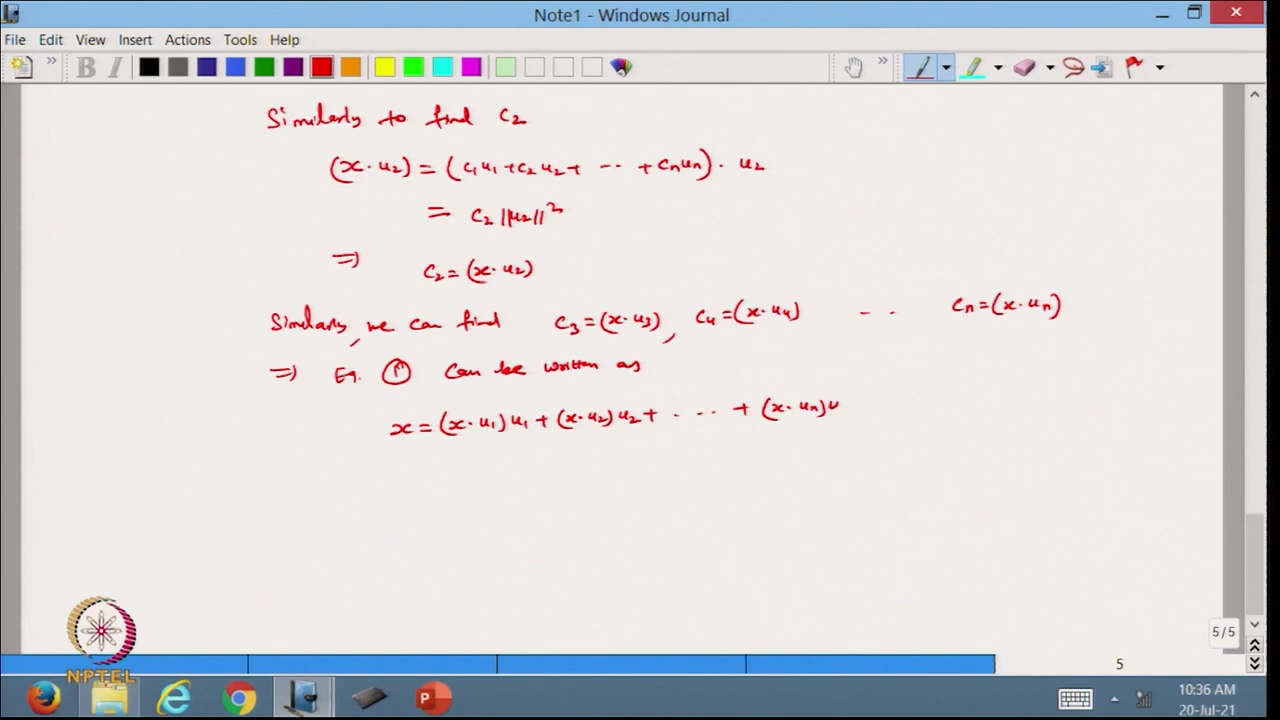 Note1 - Windows Journal
File Edit View Insert Actions Tools Help
Similarly to find c₂
(x·u₂) = (c₁u₁+c₂u₂+ ··· +cₙuₙ)· u₂
= c₂||u₂||²
⇒ c₂=(x·u₂)
Similarly, we can find c₃=(x·u₃), c₄=(x·u₄) ··· cₙ=(x·uₙ)
⇒ Eq. ① can be written as
x=(x·u₁)u₁+(x·u₂)u₂+ ···· +(x·uₙ)u
5/5
5
NPTEL
10:36 AM
20-Jul-21